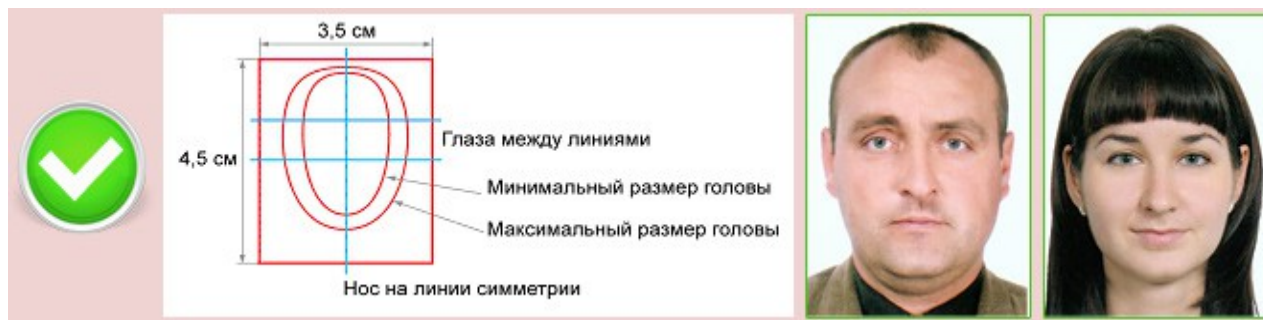 3,5 см
4,5 см
Глаза между линиями
Минимальный размер головы
Максимальный размер головы
Нос на линии симметрии